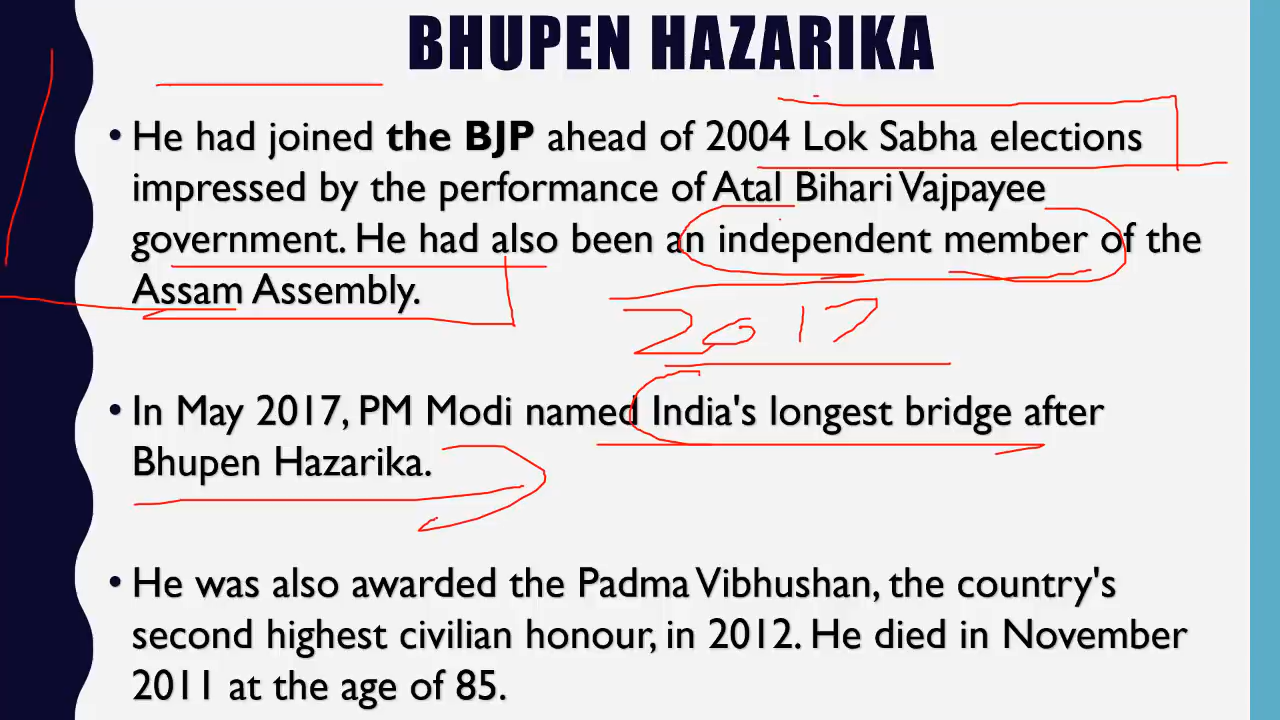 BHUPEN HAZARIKA
• He had joined the BJP ahead of 2004 Lok Sabha elections
impressed by the performance of Atal Bihari Vajpayee
government. He had also been an independent member of the
Assam Assembly.
2017
• In May 2017, PM Modi named India's longest bridge after
Bhupen Hazarika.
• He was also awarded the Padma Vibhushan, the country's
second highest civilian honour, in 2012. He died in November
2011 at the age of 85.